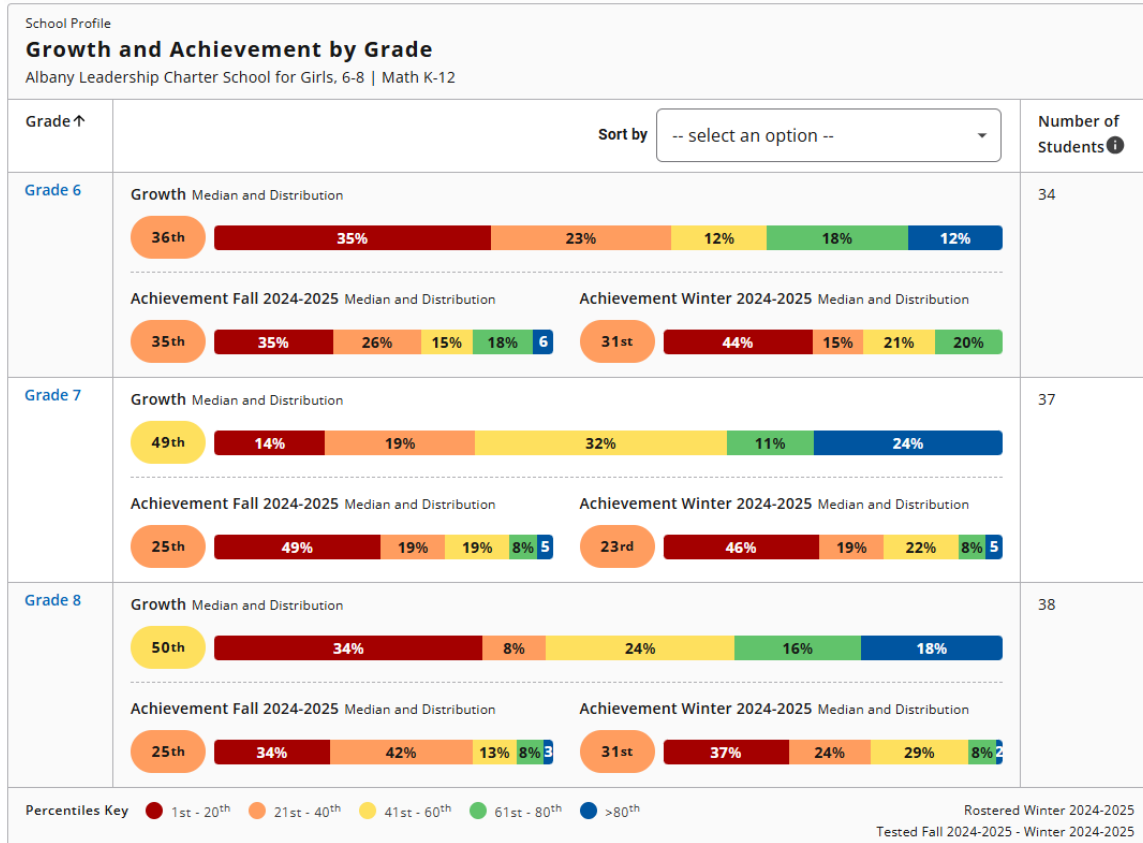 School Profile
Growth and Achievement by Grade
Albany Leadership Charter School for Girls, 6-8 | Math K-12
Grade↑
Sort by
-- select an option --
Number of
Students
Grade 6
Growth Median and Distribution
34
36th 35% 23% 12% 18% 12%
Achievement Fall 2024-2025 Median and Distribution
35th 35% 26% 15% 18% 6
Achievement Winter 2024-2025 Median and Distribution
31st 44% 15% 21% 20%
Grade 7
Growth Median and Distribution
37
49th 14% 19% 32% 11% 24%
Achievement Fall 2024-2025 Median and Distribution
25th 49% 19% 19% 8% 5
Achievement Winter 2024-2025 Median and Distribution
23rd 46% 19% 22% 8% 5
Grade 8
Growth Median and Distribution
38
50th 34% 8% 24% 16% 18%
Achievement Fall 2024-2025 Median and Distribution
25th 34% 42% 13% 8% 3
Achievement Winter 2024-2025 Median and Distribution
31st 37% 24% 29% 8% 2
Percentiles Key 1st - 20th 21st - 40th 41st - 60th 61st - 80th >80th
Rostered Winter 2024-2025
Tested Fall 2024-2025 - Winter 2024-2025